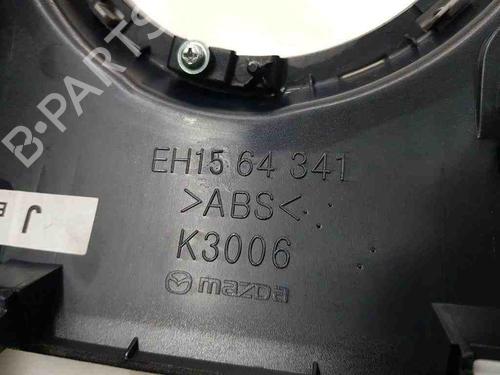 B-PARTS
EH15 64 341
>ABS<
K3006
mazda
J